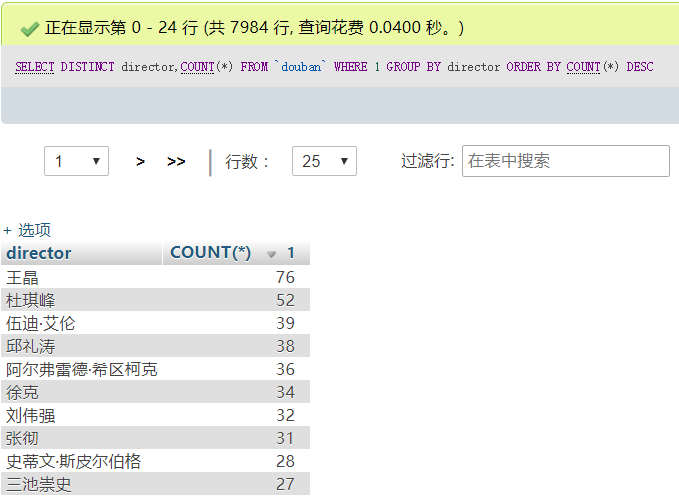 正在显示第 0 - 24 行 (共 7984 行, 查询花费 0.0400 秒。)
SELECT DISTINCT director,COUNT(*) FROM `douban` WHERE 1 GROUP BY director ORDER BY COUNT(*) DESC
1 > >> 行数： 25 过滤行: 在表中搜索
+ 选项
director COUNT(*) 1
王晶 76
杜琪峰 52
伍迪·艾伦 39
邱礼涛 38
阿尔弗雷德·希区柯克 36
徐克 34
刘伟强 32
张彻 31
史蒂文·斯皮尔伯格 28
三池崇史 27